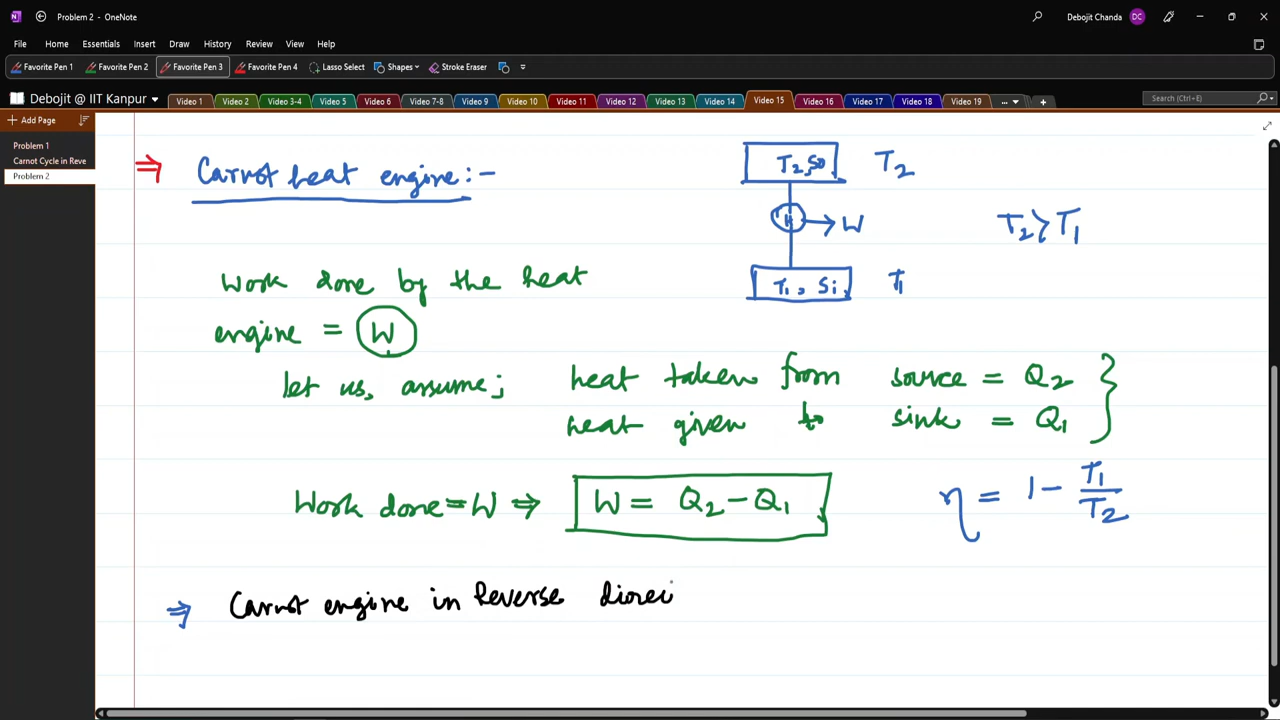 Problem 2 - OneNote
Debojit Chanda DC
File Home Essentials Insert Draw History Review View Help
Favorite Pen 1 Favorite Pen 2 Favorite Pen 3 Favorite Pen 4 Lasso Select Shapes Stroke Eraser
Debojit @ IIT Kanpur Video 1 Video 2 Video 3-4 Video 5 Video 6 Video 7-8 Video 9 Video 10 Video 11 Video 12 Video 13 Video 14 Video 15 Video 16 Video 17 Video 18 Video 19 ... Search (Ctrl+E)
Add Page
Problem 1
Carnot Cycle in Reve
Problem 2
⇒ Carnot heat engine:-
T2, So T2
H → W
T2 > T1
T1, Si T1
Work done by the heat
engine = W
let us, assume; heat taken from source = Q2
heat given to sink = Q1
Work done = W ⇒ W = Q2 - Q1
η = 1 - T1/T2
⇒ Carnot engine in Reverse direi